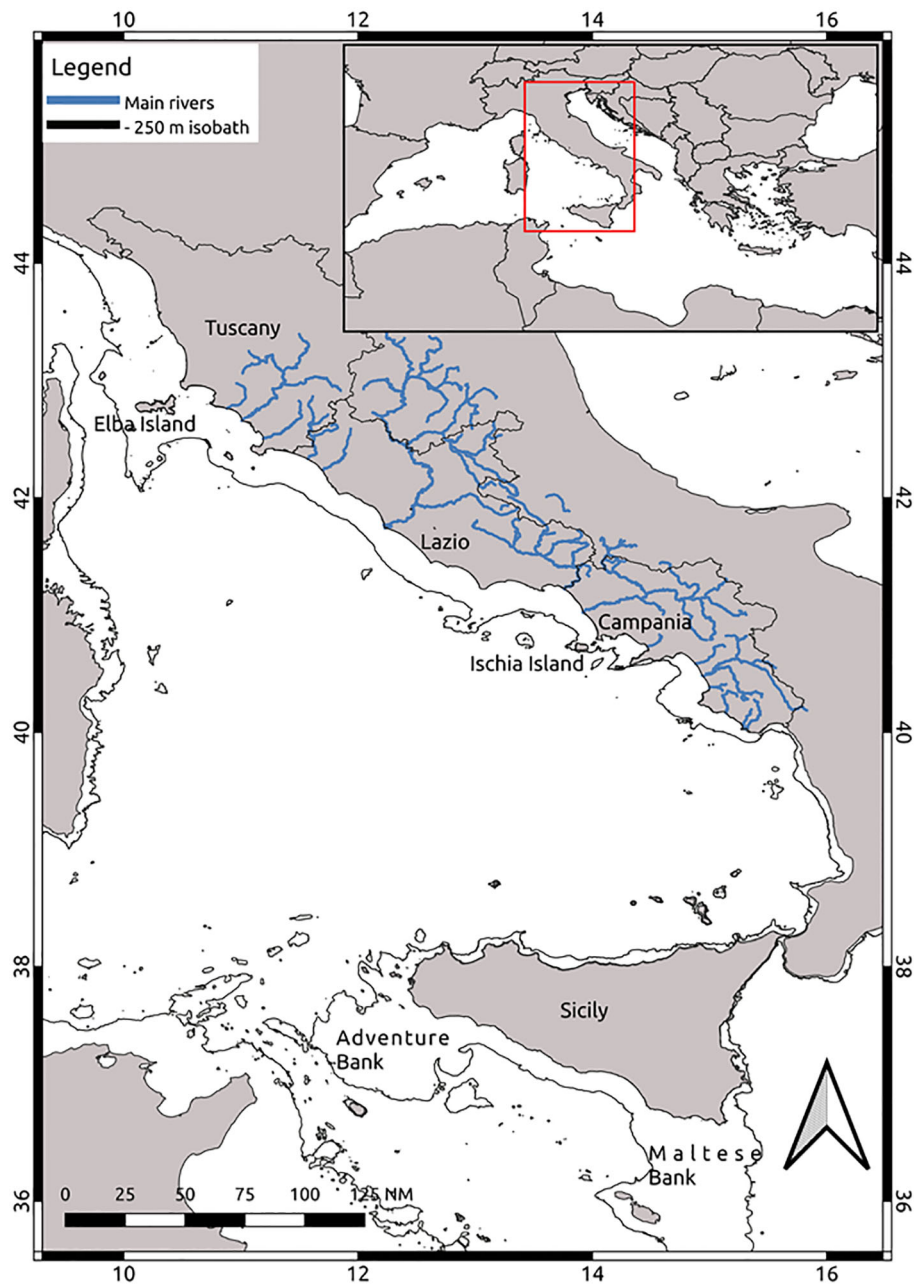 10 12 14 16
Legend
Main rivers
- 250 m isobath
44
44
Tuscany
Elba Island
42
42
Lazio
Campania
Ischia Island
40
40
38
38
Sicily
Adventure
Bank
Maltese
Bank
36
36
0 25 50 75 100 125 NM
10 12 14 16